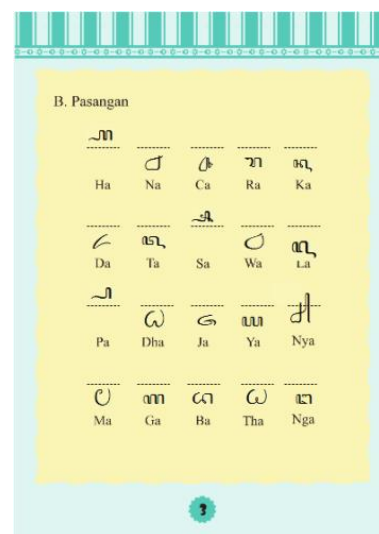 B. Pasangan
꧀ꦲ ꧀ꦤ ꧀ꦕ ꧀ꦫ ꧀ꦏ
Ha Na Ca Ra Ka
꧀ꦢ ꧀ꦠ ꧀ꦱ ꧀ꦮ ꧀ꦭ
Da Ta Sa Wa La
꧀ꦥ ꧀ꦝ ꧀ꦗ ꧀ꦪ ꧀ꦚ
Pa Dha Ja Ya Nya
꧀ꦩ ꧀ꦒ ꧀ꦧ ꧀ꦛ ꧀ꦔ
Ma Ga Ba Tha Nga
3